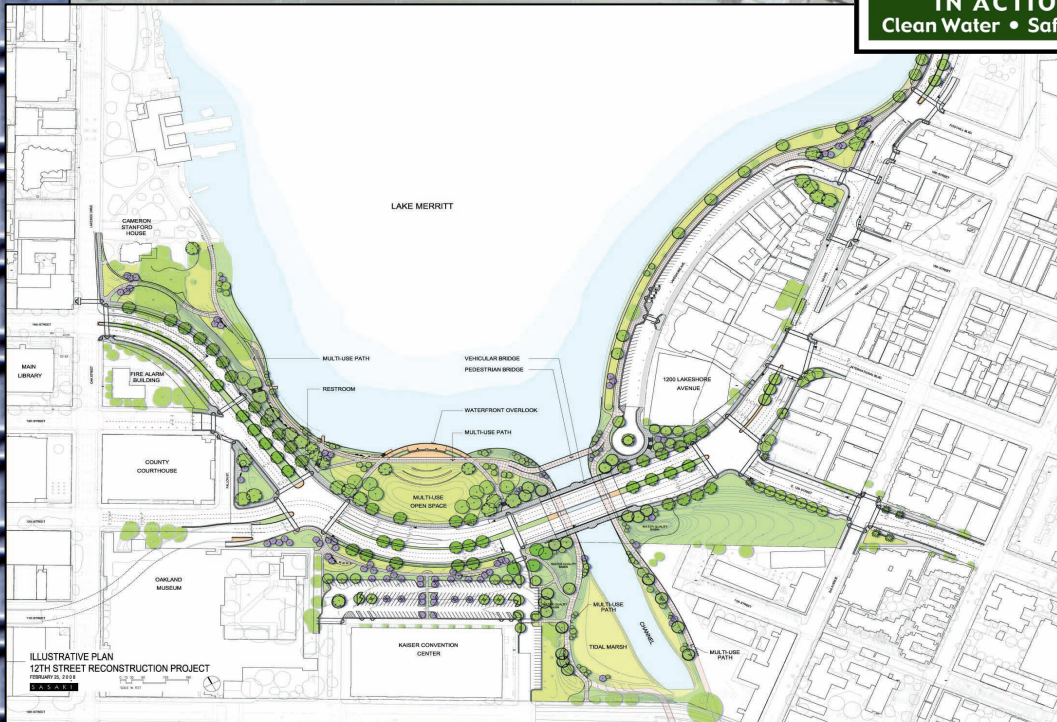 IN ACTIO
Clean Water • Saf
LAKE MERRITT
CAMERON
STANFORD
HOUSE
MAIN
LIBRARY
FIRE ALARM
BUILDING
OAK STREET
MULTI-USE PATH
RESTROOM
VEHICULAR BRIDGE
PEDESTRIAN BRIDGE
WATERFRONT OVERLOOK
MULTI-USE PATH
1200 LAKESHORE
AVENUE
COUNTY
COURTHOUSE
MULTI-USE
OPEN SPACE
OAKLAND
MUSEUM
KAISER CONVENTION
CENTER
MULTI-USE
PATH
TIDAL MARSH
CHANNEL
MULTI-USE
PATH
ILLUSTRATIVE PLAN
12TH STREET RECONSTRUCTION PROJECT
FEBRUARY 25, 2008
SASAKI